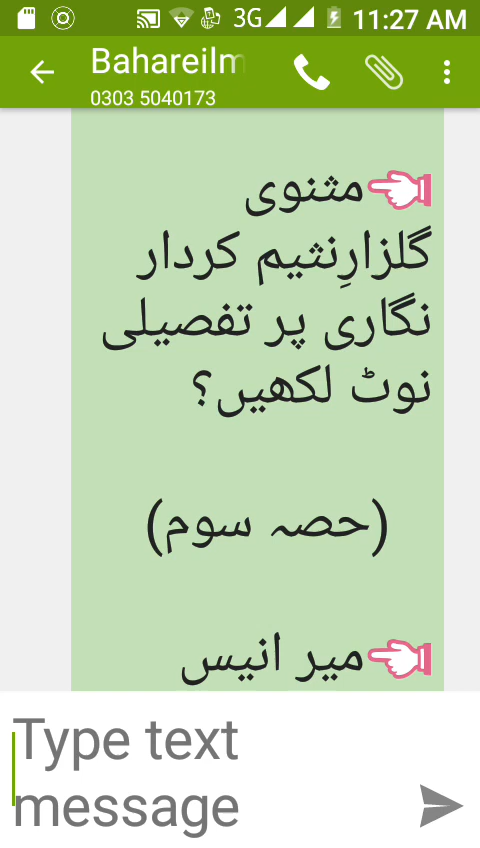 3G 11:27 AM
Bahareilm
0303 5040173
مثنوی
گلزارِنثیم کردار
نگاری پر تفصیلی
نوٹ لکھیں؟
(حصہ سوم)
میر انیس
Type text
message